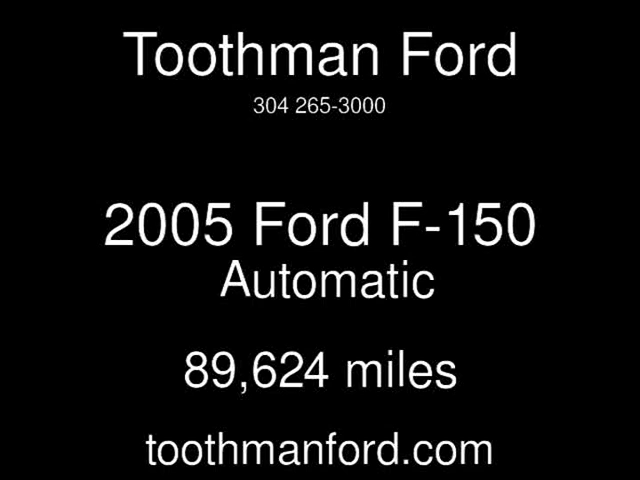 Toothman Ford
304 265-3000
2005 Ford F-150
Automatic
89,624 miles
toothmanford.com